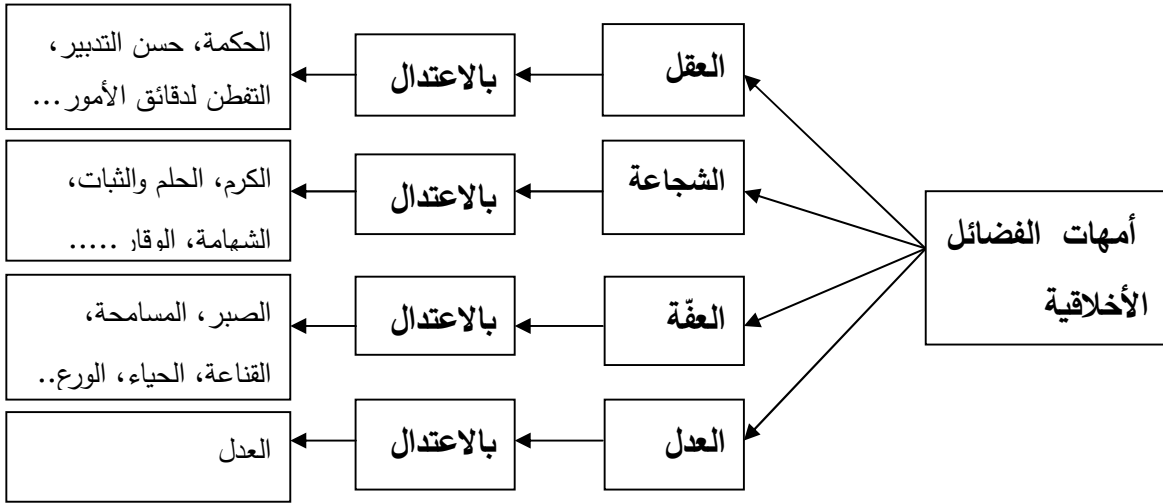 أمهات الفضائل
الأخلاقية
العقل
بالاعتدال
الحكمة، حسن التدبير،
التفطن لدقائق الأمور...
الشجاعة
بالاعتدال
الكرم، الحلم والثبات،
الشهامة، الوقار .....
العفّة
بالاعتدال
الصبر، المسامحة،
القناعة، الحياء، الورع..
العدل
بالاعتدال
العدل